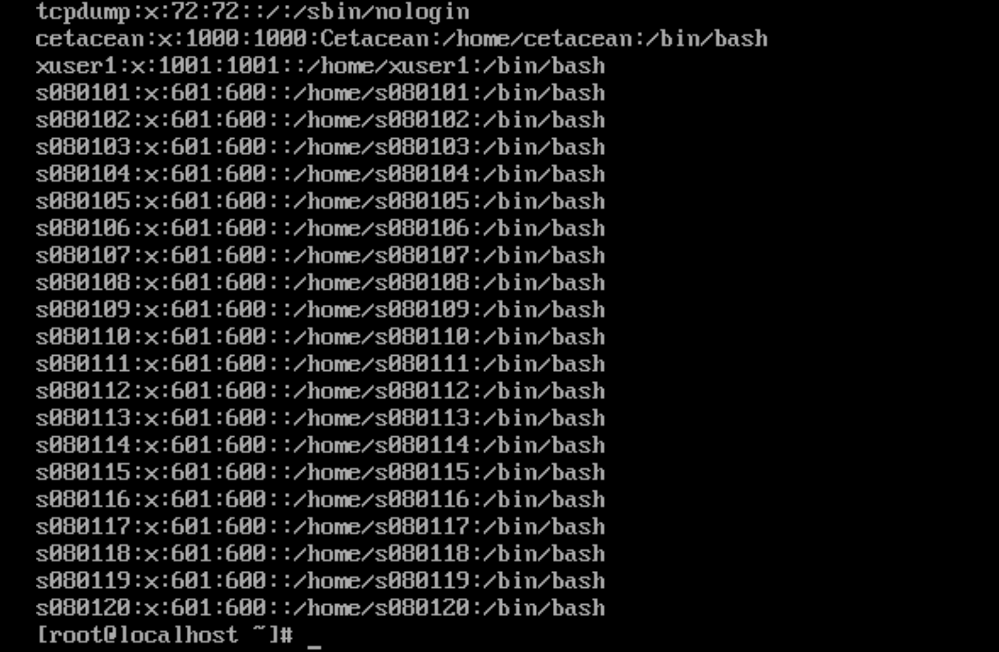 tcpdump:x:72:72::/:/sbin/nologin
cetacean:x:1000:1000:Cetacean:/home/cetacean:/bin/bash
xuser1:x:1001:1001::/home/xuser1:/bin/bash
s080101:x:601:600::/home/s080101:/bin/bash
s080102:x:601:600::/home/s080102:/bin/bash
s080103:x:601:600::/home/s080103:/bin/bash
s080104:x:601:600::/home/s080104:/bin/bash
s080105:x:601:600::/home/s080105:/bin/bash
s080106:x:601:600::/home/s080106:/bin/bash
s080107:x:601:600::/home/s080107:/bin/bash
s080108:x:601:600::/home/s080108:/bin/bash
s080109:x:601:600::/home/s080109:/bin/bash
s080110:x:601:600::/home/s080110:/bin/bash
s080111:x:601:600::/home/s080111:/bin/bash
s080112:x:601:600::/home/s080112:/bin/bash
s080113:x:601:600::/home/s080113:/bin/bash
s080114:x:601:600::/home/s080114:/bin/bash
s080115:x:601:600::/home/s080115:/bin/bash
s080116:x:601:600::/home/s080116:/bin/bash
s080117:x:601:600::/home/s080117:/bin/bash
s080118:x:601:600::/home/s080118:/bin/bash
s080119:x:601:600::/home/s080119:/bin/bash
s080120:x:601:600::/home/s080120:/bin/bash
[root@localhost ~]# _